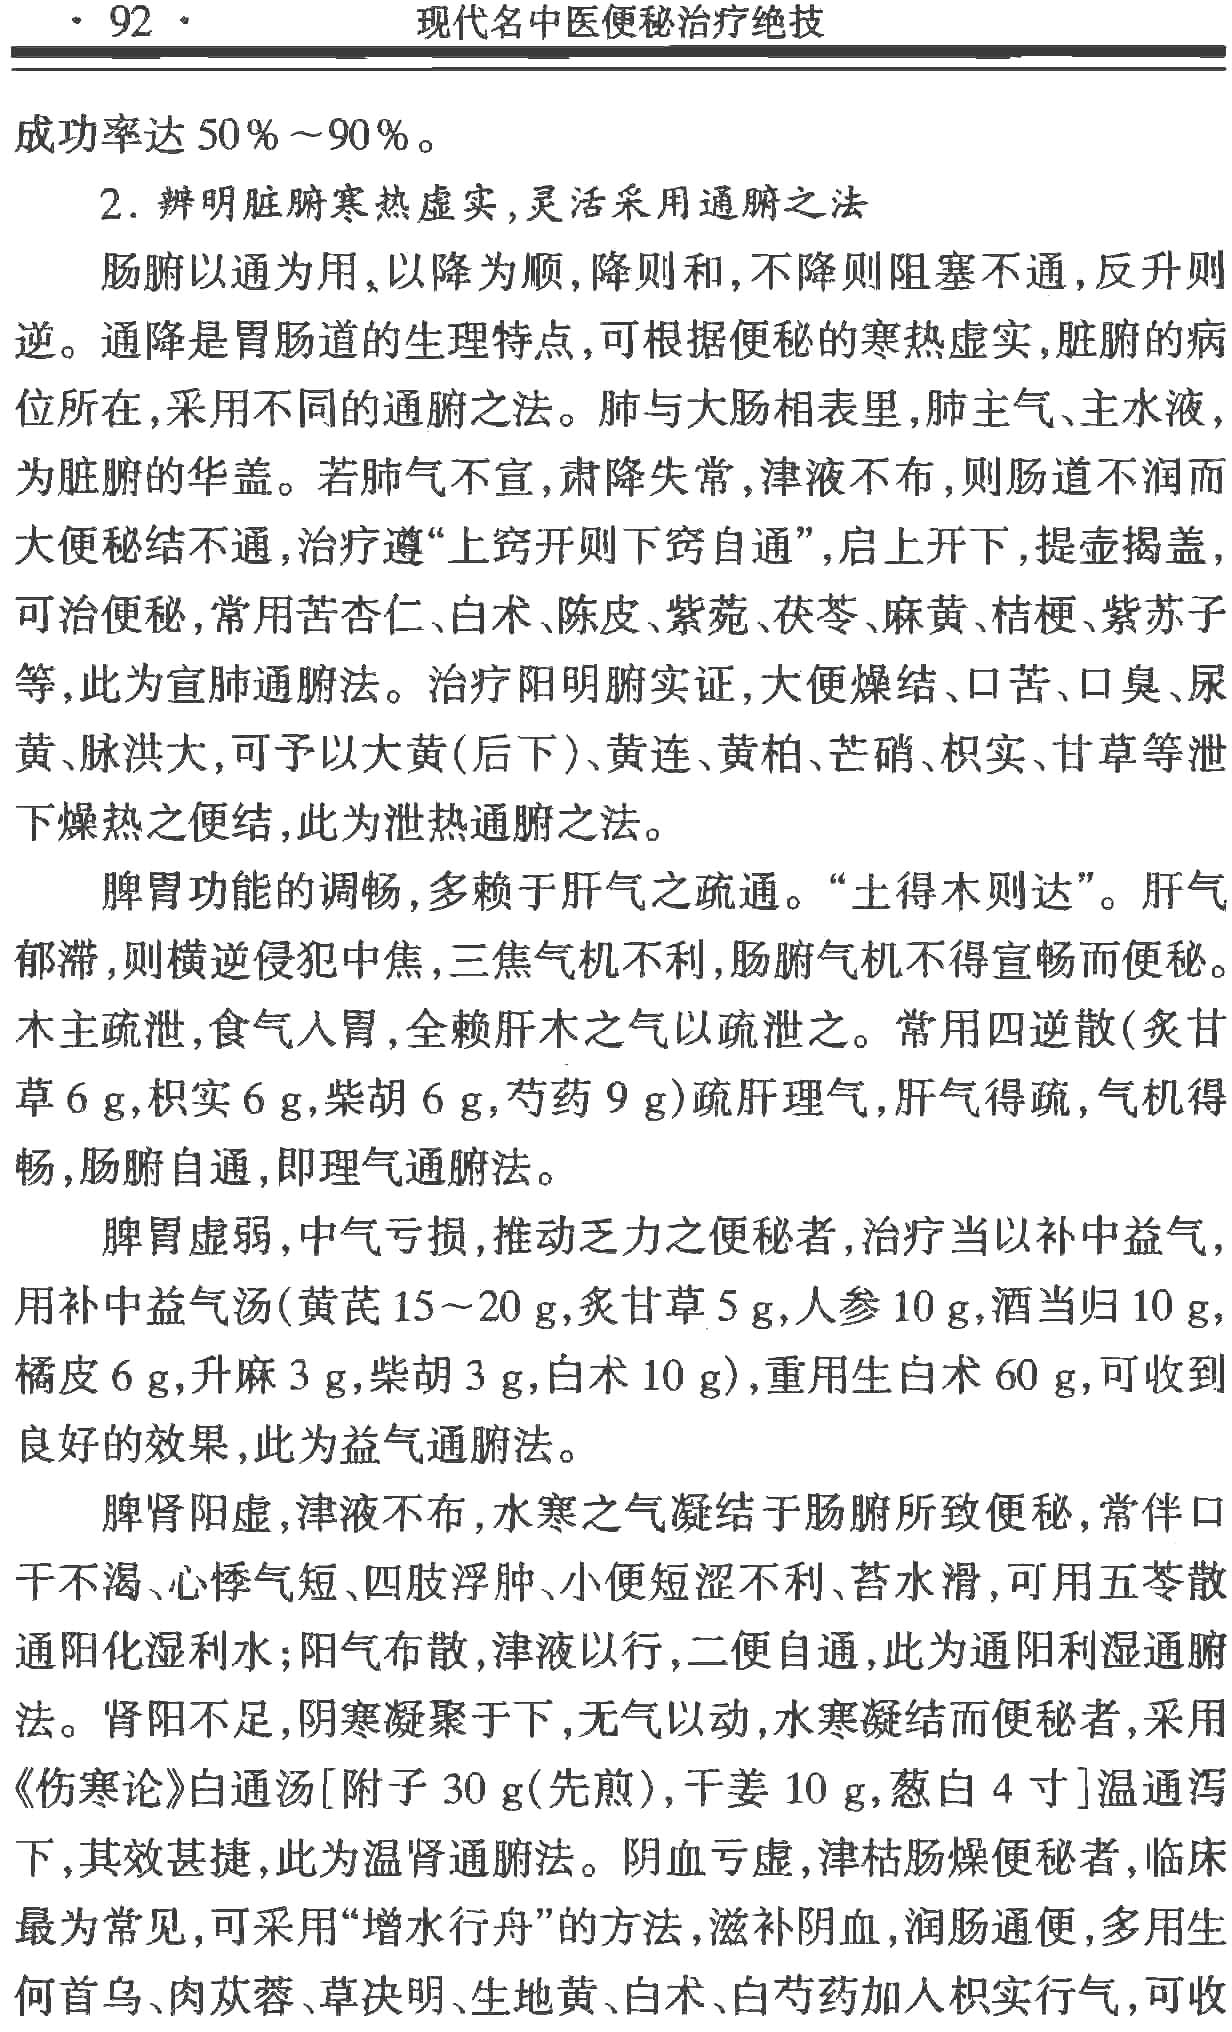 · 92 · 现代名中医便秘治疗绝技
成功率达 50%～90%。
2. 辨明脏腑寒热虚实,灵活采用通腑之法
肠腑以通为用、以降为顺,降则和,不降则阻塞不通,反升则
逆。通降是胃肠道的生理特点,可根据便秘的寒热虚实,脏腑的病
位所在,采用不同的通腑之法。肺与大肠相表里,肺主气、主水液,
为脏腑的华盖。若肺气不宣,肃降失常,津液不布,则肠道不润而
大便秘结不通,治疗遵“上窍开则下窍自通”,启上开下,提壶揭盖,
可治便秘,常用苦杏仁、白术、陈皮、紫菀、茯苓、麻黄、桔梗、紫苏子
等,此为宣肺通腑法。治疗阳明腑实证,大便燥结、口苦、口臭、尿
黄、脉洪大,可予以大黄(后下)、黄连、黄柏、芒硝、枳实、甘草等泄
下燥热之便结,此为泄热通腑之法。
脾胃功能的调畅,多赖于肝气之疏通。“土得木则达”。肝气
郁滞,则横逆侵犯中焦,三焦气机不利,肠腑气机不得宣畅而便秘。
木主疏泄,食气入胃,全赖肝木之气以疏泄之。常用四逆散(炙甘
草 6 g,枳实 6 g,柴胡 6 g,芍药 9 g)疏肝理气,肝气得疏,气机得
畅,肠腑自通,即理气通腑法。
脾胃虚弱,中气亏损,推动乏力之便秘者,治疗当以补中益气,
用补中益气汤(黄芪 15～20 g,炙甘草 5 g,人参 10 g,酒当归 10 g,
橘皮 6 g,升麻 3 g,柴胡 3 g,白术 10 g),重用生白术 60 g,可收到
良好的效果,此为益气通腑法。
脾肾阳虚,津液不布,水寒之气凝结于肠腑所致便秘,常伴口
干不渴、心悸气短、四肢浮肿、小便短涩不利、苔水滑,可用五苓散
通阳化湿利水;阳气布散,津液以行,二便自通,此为通阳利湿通腑
法。肾阳不足,阴寒凝聚于下,无气以动,水寒凝结而便秘者,采用
《伤寒论》白通汤[附子 30 g(先煎),干姜 10 g,葱白 4 寸]温通泻
下,其效甚捷,此为温肾通腑法。阴血亏虚,津枯肠燥便秘者,临床
最为常见,可采用“增水行舟”的方法,滋补阴血,润肠通便,多用生
何首乌、肉苁蓉、草决明、生地黄、白术、白芍药加入枳实行气,可收